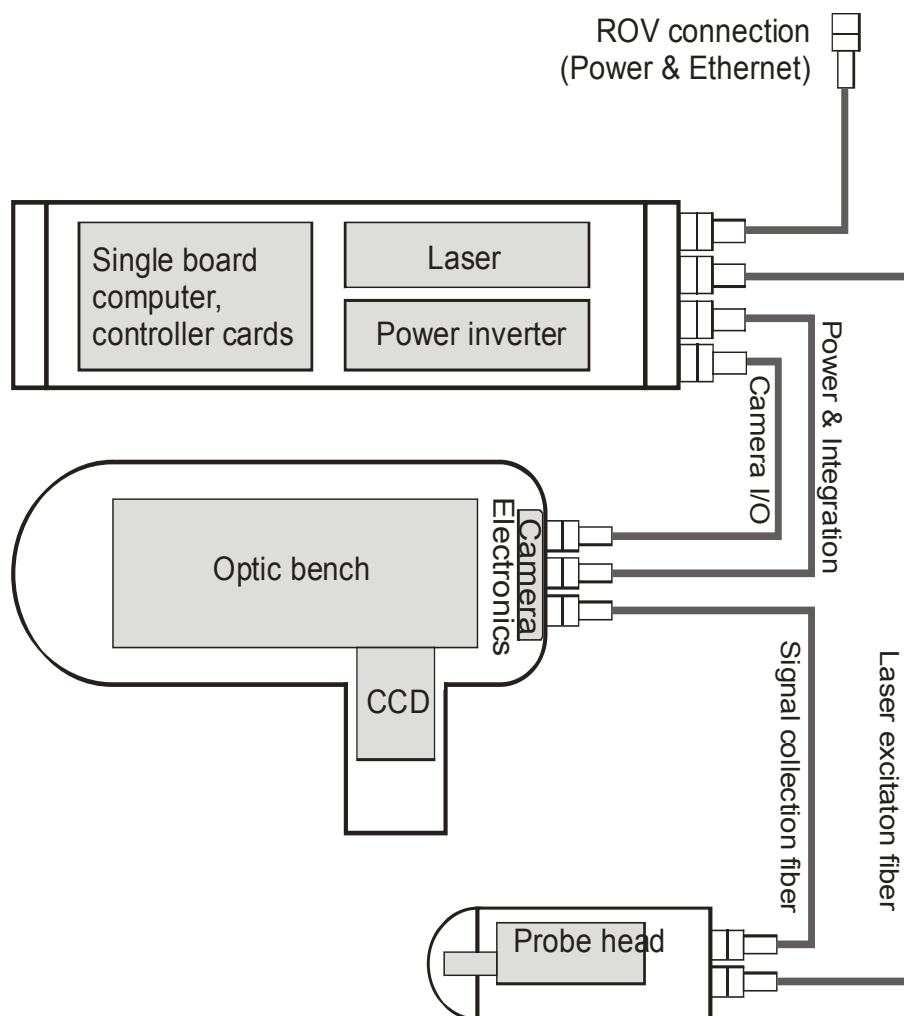 ROV connection
(Power & Ethernet)
Single board
computer,
controller cards
Laser
Power inverter
Power & Integration
Camera I/O
Optic bench
Camera
Electronics
CCD
Signal collection fiber
Laser excitaton fiber
Probe head